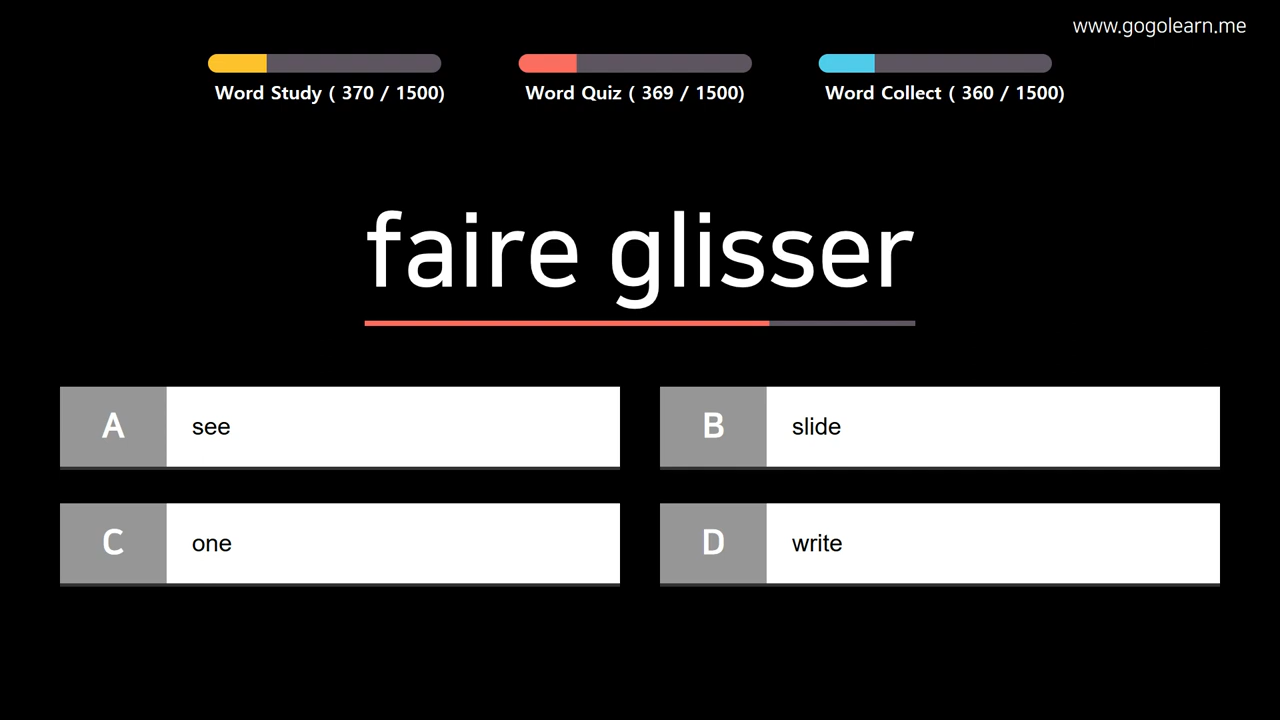 www.gogolearn.me
Word Study ( 370 / 1500)
Word Quiz ( 369 / 1500)
Word Collect ( 360 / 1500)
faire glisser
A see
B slide
C one
D write